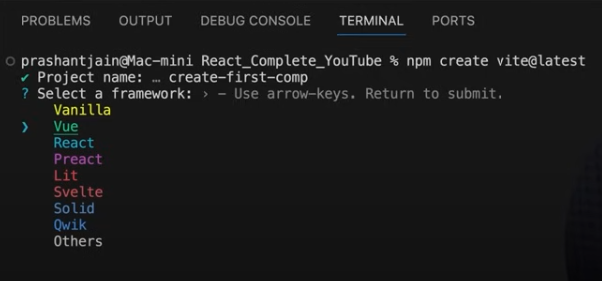 PROBLEMS OUTPUT DEBUG CONSOLE TERMINAL PORTS
prashantjain@Mac-mini React_Complete_YouTube % npm create vite@latest
✔ Project name: … create-first-comp
? Select a framework: › - Use arrow-keys. Return to submit.
Vanilla
❯ Vue
React
Preact
Lit
Svelte
Solid
Qwik
Others